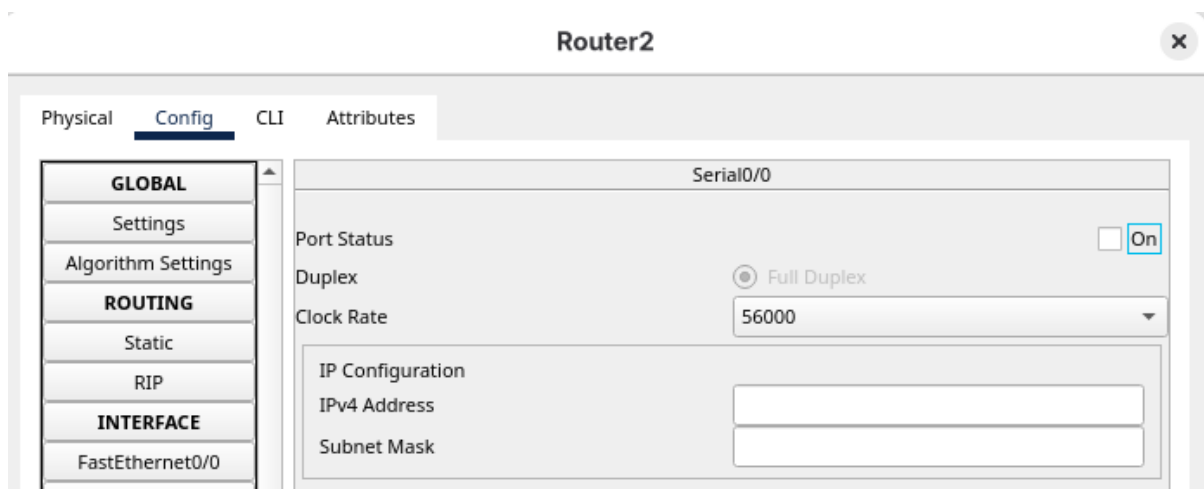 Router2
Physical Config CLI Attributes
GLOBAL
Settings
Algorithm Settings
ROUTING
Static
RIP
INTERFACE
FastEthernet0/0
Serial0/0
Port Status On
Duplex Full Duplex
Clock Rate 56000
IP Configuration
IPv4 Address
Subnet Mask